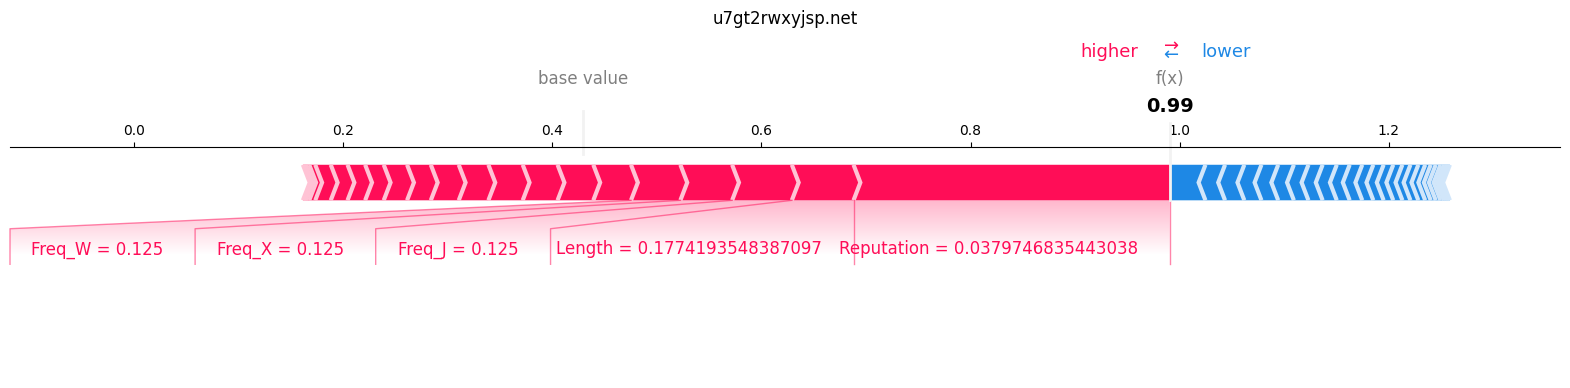 u7gt2rwxyjsp.net
higher ⇄ lower
base value f(x)
0.99
0.0 0.2 0.4 0.6 0.8 1.0 1.2
Freq_W = 0.125 Freq_X = 0.125 Freq_J = 0.125 Length = 0.1774193548387097 Reputation = 0.0379746835443038